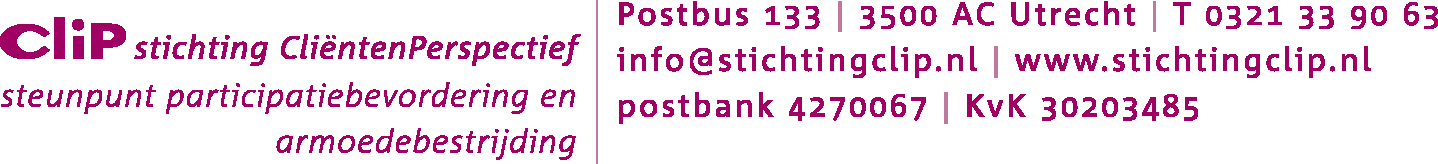 CliP stichting CliëntenPerspectief
steunpunt participatiebevordering en
armoedebestrijding
Postbus 133 | 3500 AC Utrecht | T 0321 33 90 63
info@stichtingclip.nl | www.stichtingclip.nl
postbank 4270067 | KvK 30203485